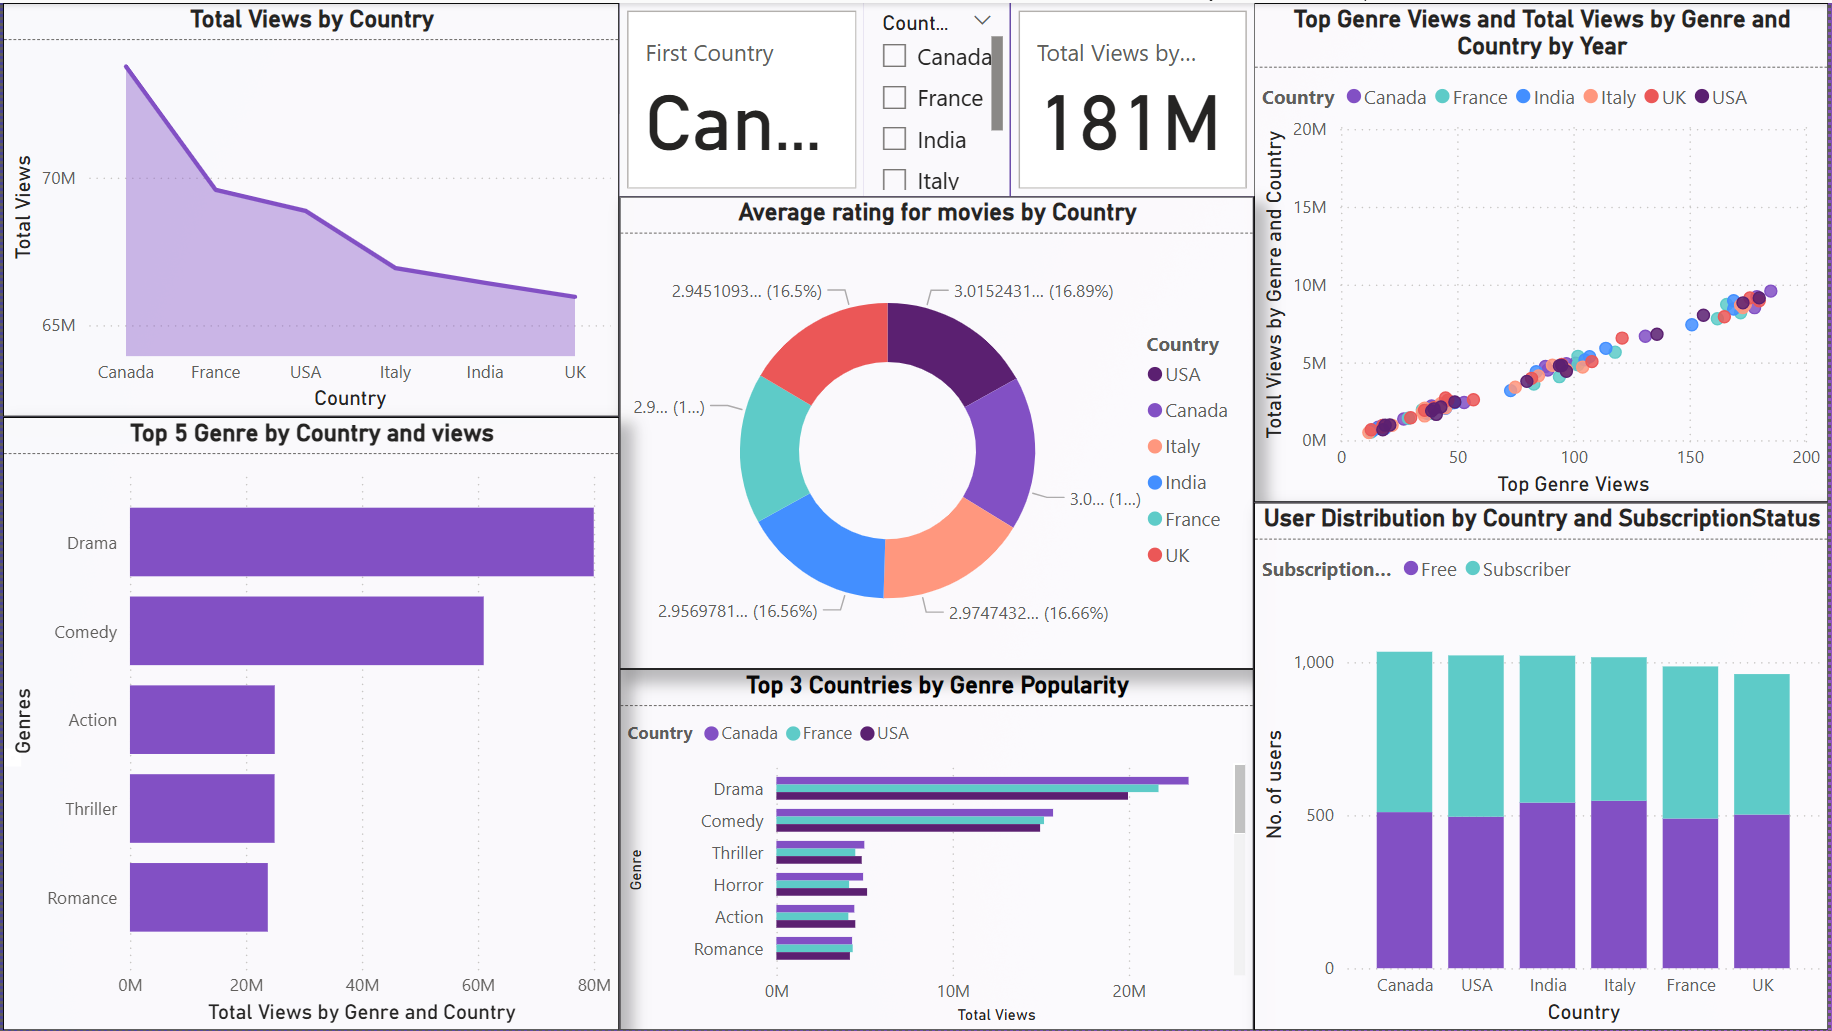 Total Views by Country
Total Views
70M
65M
Canada France USA Italy India UK
Country
First Country
Can...
Count...
Canada
France
India
Italy
Total Views by...
181M
Top Genre Views and Total Views by Genre and
Country by Year
Country Canada France India Italy UK USA
Total Views by Genre and Country
20M
15M
10M
5M
0M
0 50 100 150 200
Top Genre Views
Average rating for movies by Country
2.9451093... (16.5%)
3.0152431... (16.89%)
2.9... (1...)
3.0... (1...)
2.9569781... (16.56%)
2.9747432... (16.66%)
Country
USA
Canada
Italy
India
France
UK
Top 5 Genre by Country and views
Genres
Drama
Comedy
Action
Thriller
Romance
0M 20M 40M 60M 80M
Total Views by Genre and Country
Top 3 Countries by Genre Popularity
Country Canada France USA
Genre
Drama
Comedy
Thriller
Horror
Action
Romance
0M 10M 20M
Total Views
User Distribution by Country and SubscriptionStatus
Subscription... Free Subscriber
No. of users
1,000
500
0
Canada USA India Italy France UK
Country